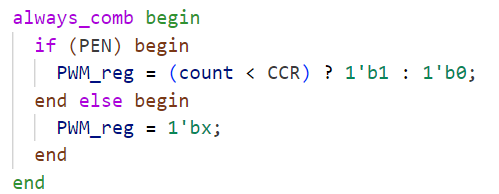 always_comb begin
if (PEN) begin
PWM_reg = (count < CCR) ? 1'b1 : 1'b0;
end else begin
PWM_reg = 1'bx;
end
end